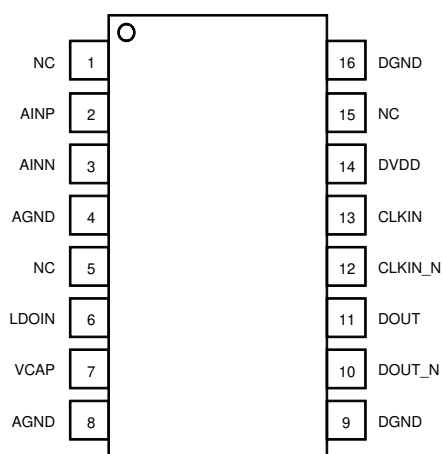 NC 1 16 DGND
AINP 2 15 NC
AINN 3 14 DVDD
AGND 4 13 CLKIN
NC 5 12 CLKIN_N
LDOIN 6 11 DOUT
VCAP 7 10 DOUT_N
AGND 8 9 DGND